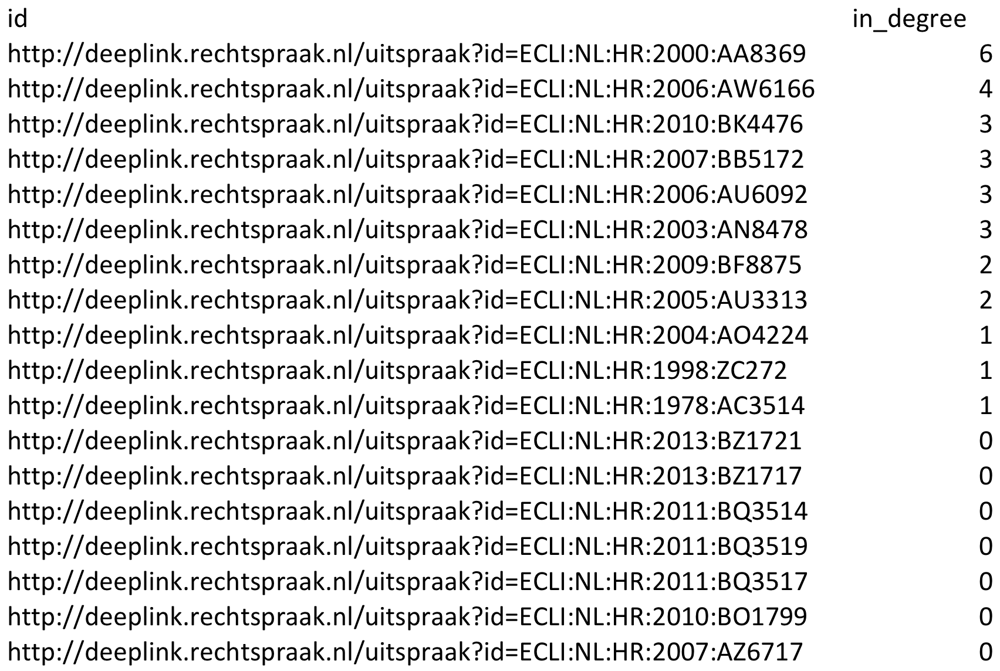 id in_degree
http://deeplink.rechtspraak.nl/uitspraak?id=ECLI:NL:HR:2000:AA8369 6
http://deeplink.rechtspraak.nl/uitspraak?id=ECLI:NL:HR:2006:AW6166 4
http://deeplink.rechtspraak.nl/uitspraak?id=ECLI:NL:HR:2010:BK4476 3
http://deeplink.rechtspraak.nl/uitspraak?id=ECLI:NL:HR:2007:BB5172 3
http://deeplink.rechtspraak.nl/uitspraak?id=ECLI:NL:HR:2006:AU6092 3
http://deeplink.rechtspraak.nl/uitspraak?id=ECLI:NL:HR:2003:AN8478 3
http://deeplink.rechtspraak.nl/uitspraak?id=ECLI:NL:HR:2009:BF8875 2
http://deeplink.rechtspraak.nl/uitspraak?id=ECLI:NL:HR:2005:AU3313 2
http://deeplink.rechtspraak.nl/uitspraak?id=ECLI:NL:HR:2004:AO4224 1
http://deeplink.rechtspraak.nl/uitspraak?id=ECLI:NL:HR:1998:ZC272 1
http://deeplink.rechtspraak.nl/uitspraak?id=ECLI:NL:HR:1978:AC3514 1
http://deeplink.rechtspraak.nl/uitspraak?id=ECLI:NL:HR:2013:BZ1721 0
http://deeplink.rechtspraak.nl/uitspraak?id=ECLI:NL:HR:2013:BZ1717 0
http://deeplink.rechtspraak.nl/uitspraak?id=ECLI:NL:HR:2011:BQ3514 0
http://deeplink.rechtspraak.nl/uitspraak?id=ECLI:NL:HR:2011:BQ3519 0
http://deeplink.rechtspraak.nl/uitspraak?id=ECLI:NL:HR:2011:BQ3517 0
http://deeplink.rechtspraak.nl/uitspraak?id=ECLI:NL:HR:2010:BO1799 0
http://deeplink.rechtspraak.nl/uitspraak?id=ECLI:NL:HR:2007:AZ6717 0